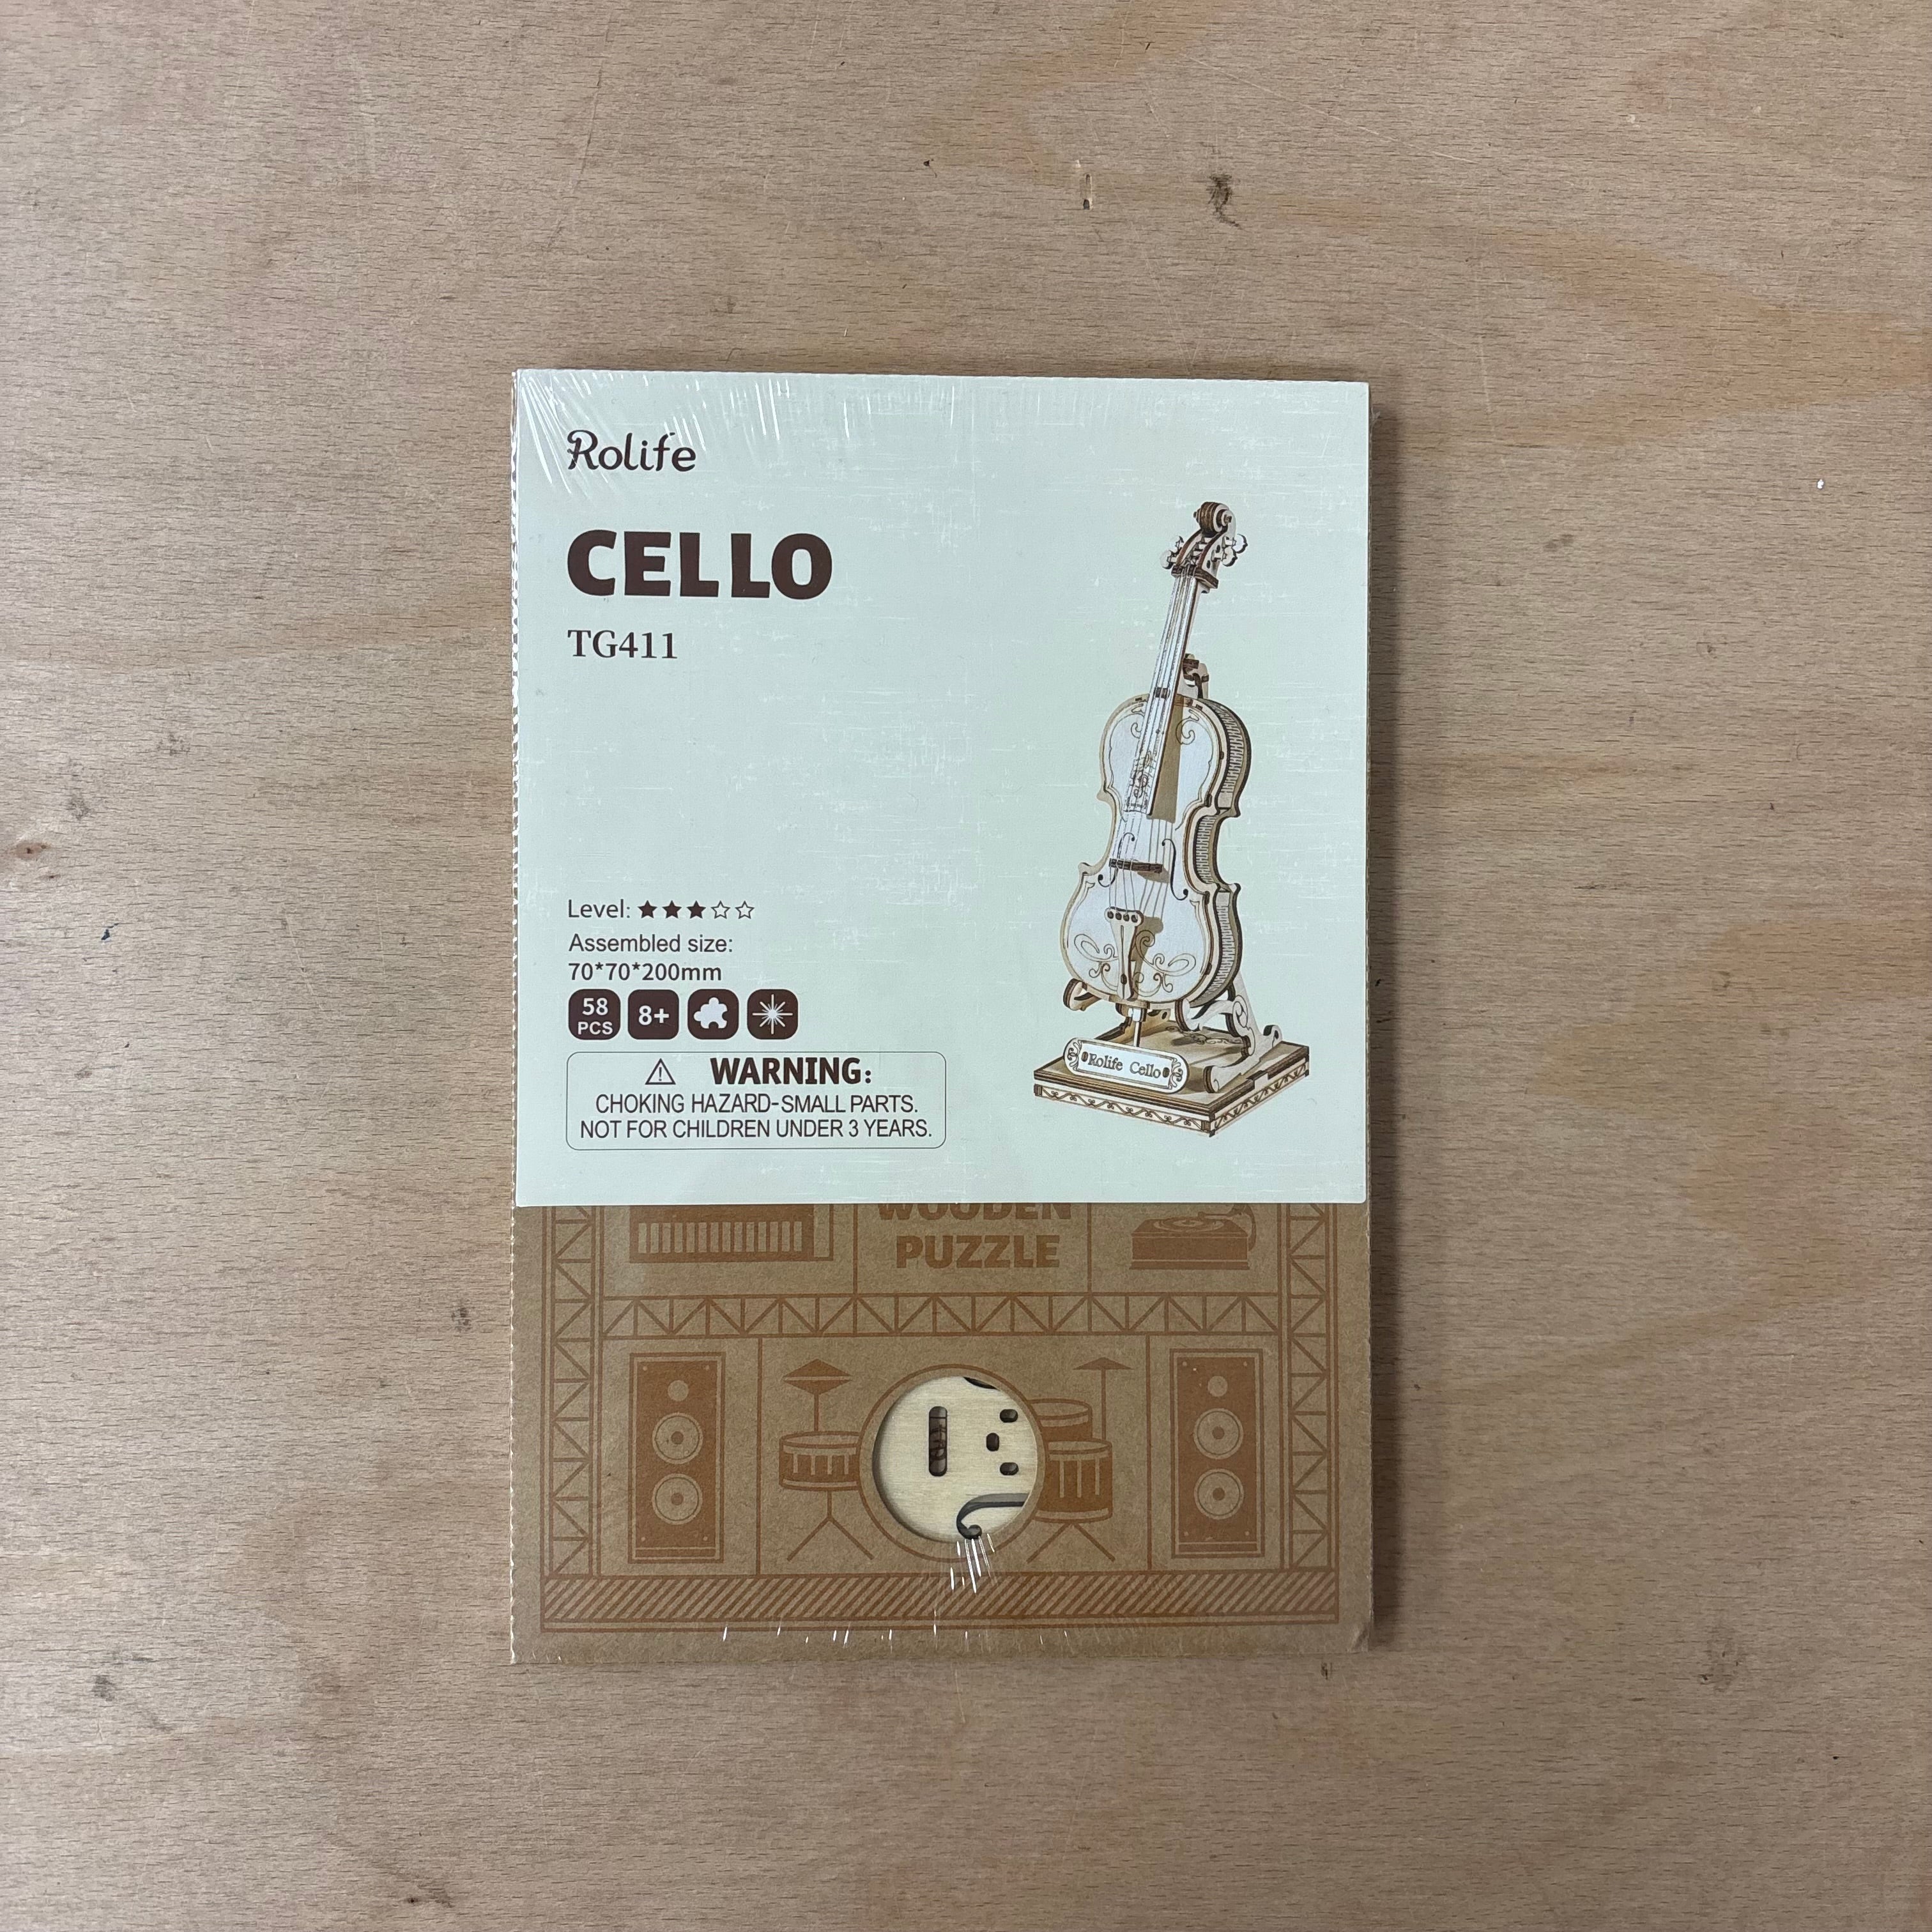 Rolife
CELLO
TG411
Level: ★★★☆☆
Assembled size:
70*70*200mm
58
PCS
8+
⚠ WARNING:
CHOKING HAZARD-SMALL PARTS.
NOT FOR CHILDREN UNDER 3 YEARS.
Rolife Cello
WOODEN
PUZZLE